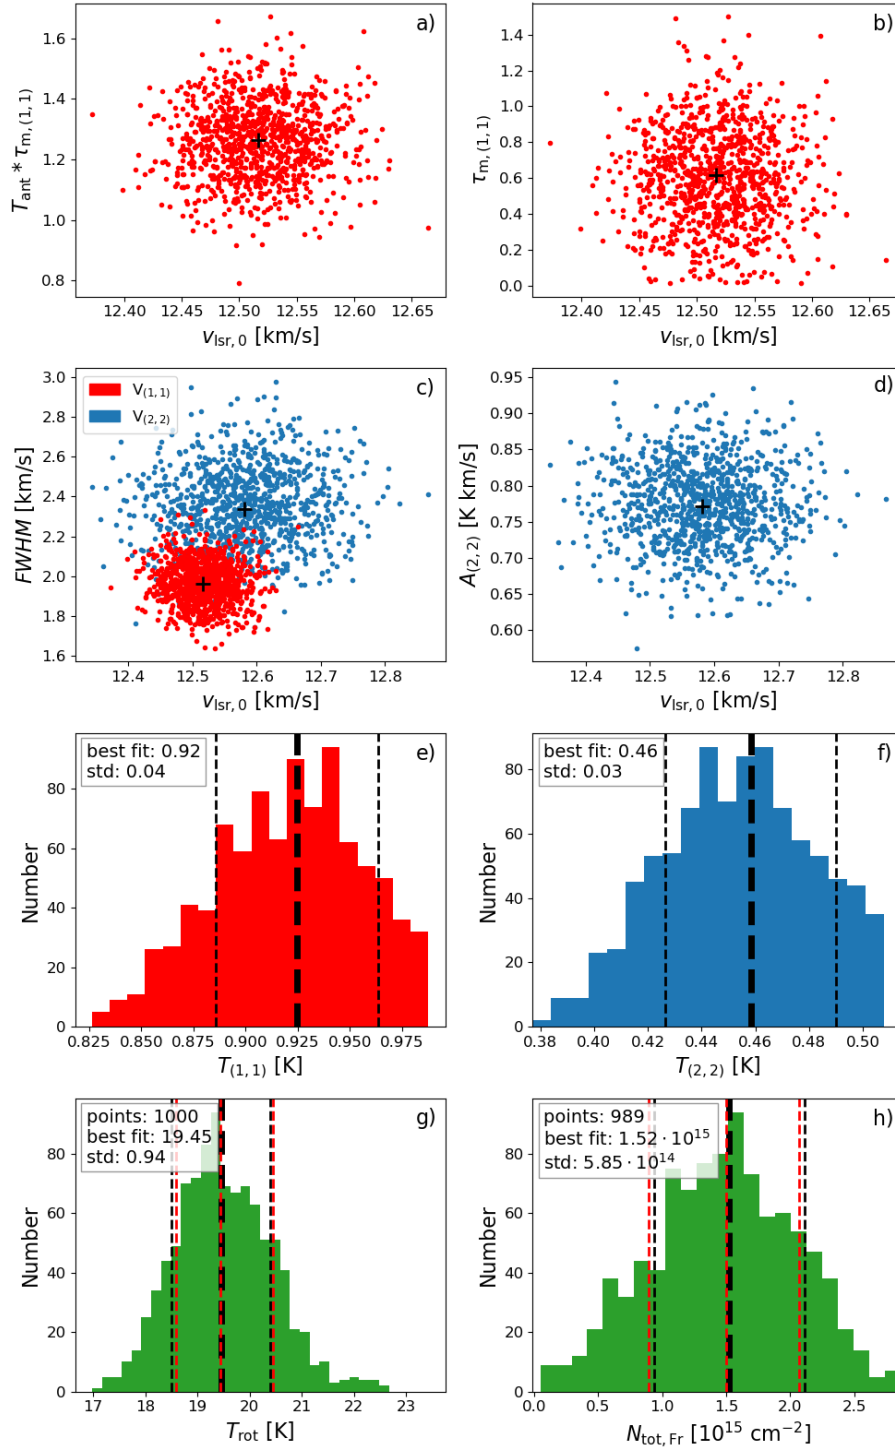 a)
1.6
1.4
1.2
1.0
0.8
T_ant * τ_m,(1,1)
12.40 12.45 12.50 12.55 12.60 12.65
v_lsr,0 [km/s]
b)
1.4
1.2
1.0
0.8
0.6
0.4
0.2
0.0
τ_m,(1,1)
12.40 12.45 12.50 12.55 12.60 12.65
v_lsr,0 [km/s]
c)
V_(1,1)
V_(2,2)
3.0
2.8
2.6
2.4
2.2
2.0
1.8
1.6
FWHM [km/s]
12.4 12.5 12.6 12.7 12.8
v_lsr,0 [km/s]
d)
0.95
0.90
0.85
0.80
0.75
0.70
0.65
0.60
A_(2,2) [K km/s]
12.4 12.5 12.6 12.7 12.8
v_lsr,0 [km/s]
e)
best fit: 0.92
std: 0.04
80
60
40
20
0
Number
0.825 0.850 0.875 0.900 0.925 0.950 0.975
T_(1,1) [K]
f)
best fit: 0.46
std: 0.03
80
60
40
20
0
Number
0.38 0.40 0.42 0.44 0.46 0.48 0.50
T_(2,2) [K]
g)
points: 1000
best fit: 19.45
std: 0.94
80
60
40
20
0
Number
17 18 19 20 21 22 23
T_rot [K]
h)
points: 989
best fit: 1.52 · 10^15
std: 5.85 · 10^14
80
60
40
20
0
Number
0.0 0.5 1.0 1.5 2.0 2.5
N_tot,Fr [10^15 cm^−2]